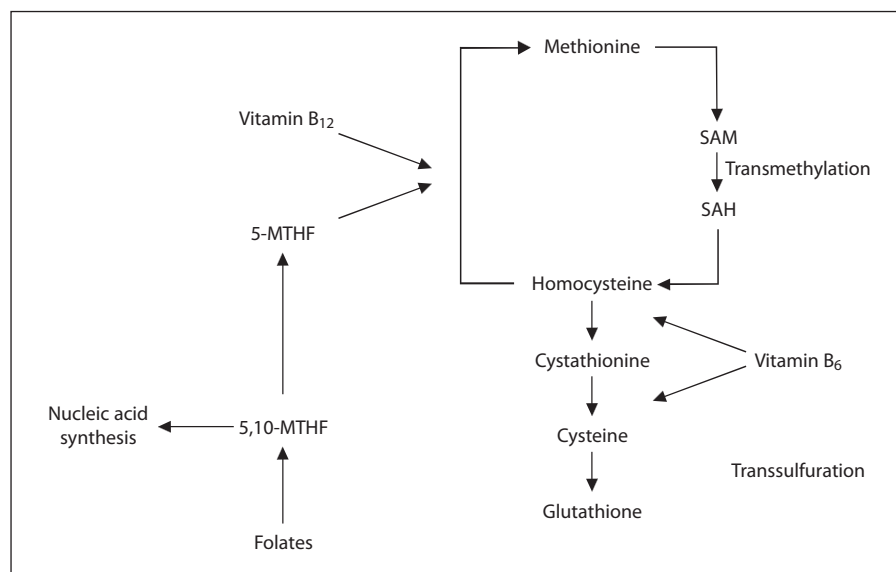 Methionine
Vitamin B12
SAM
Transmethylation
SAH
5-MTHF
Homocysteine
Cystathionine
Vitamin B6
Nucleic acid
synthesis
5,10-MTHF
Cysteine
Transsulfuration
Glutathione
Folates